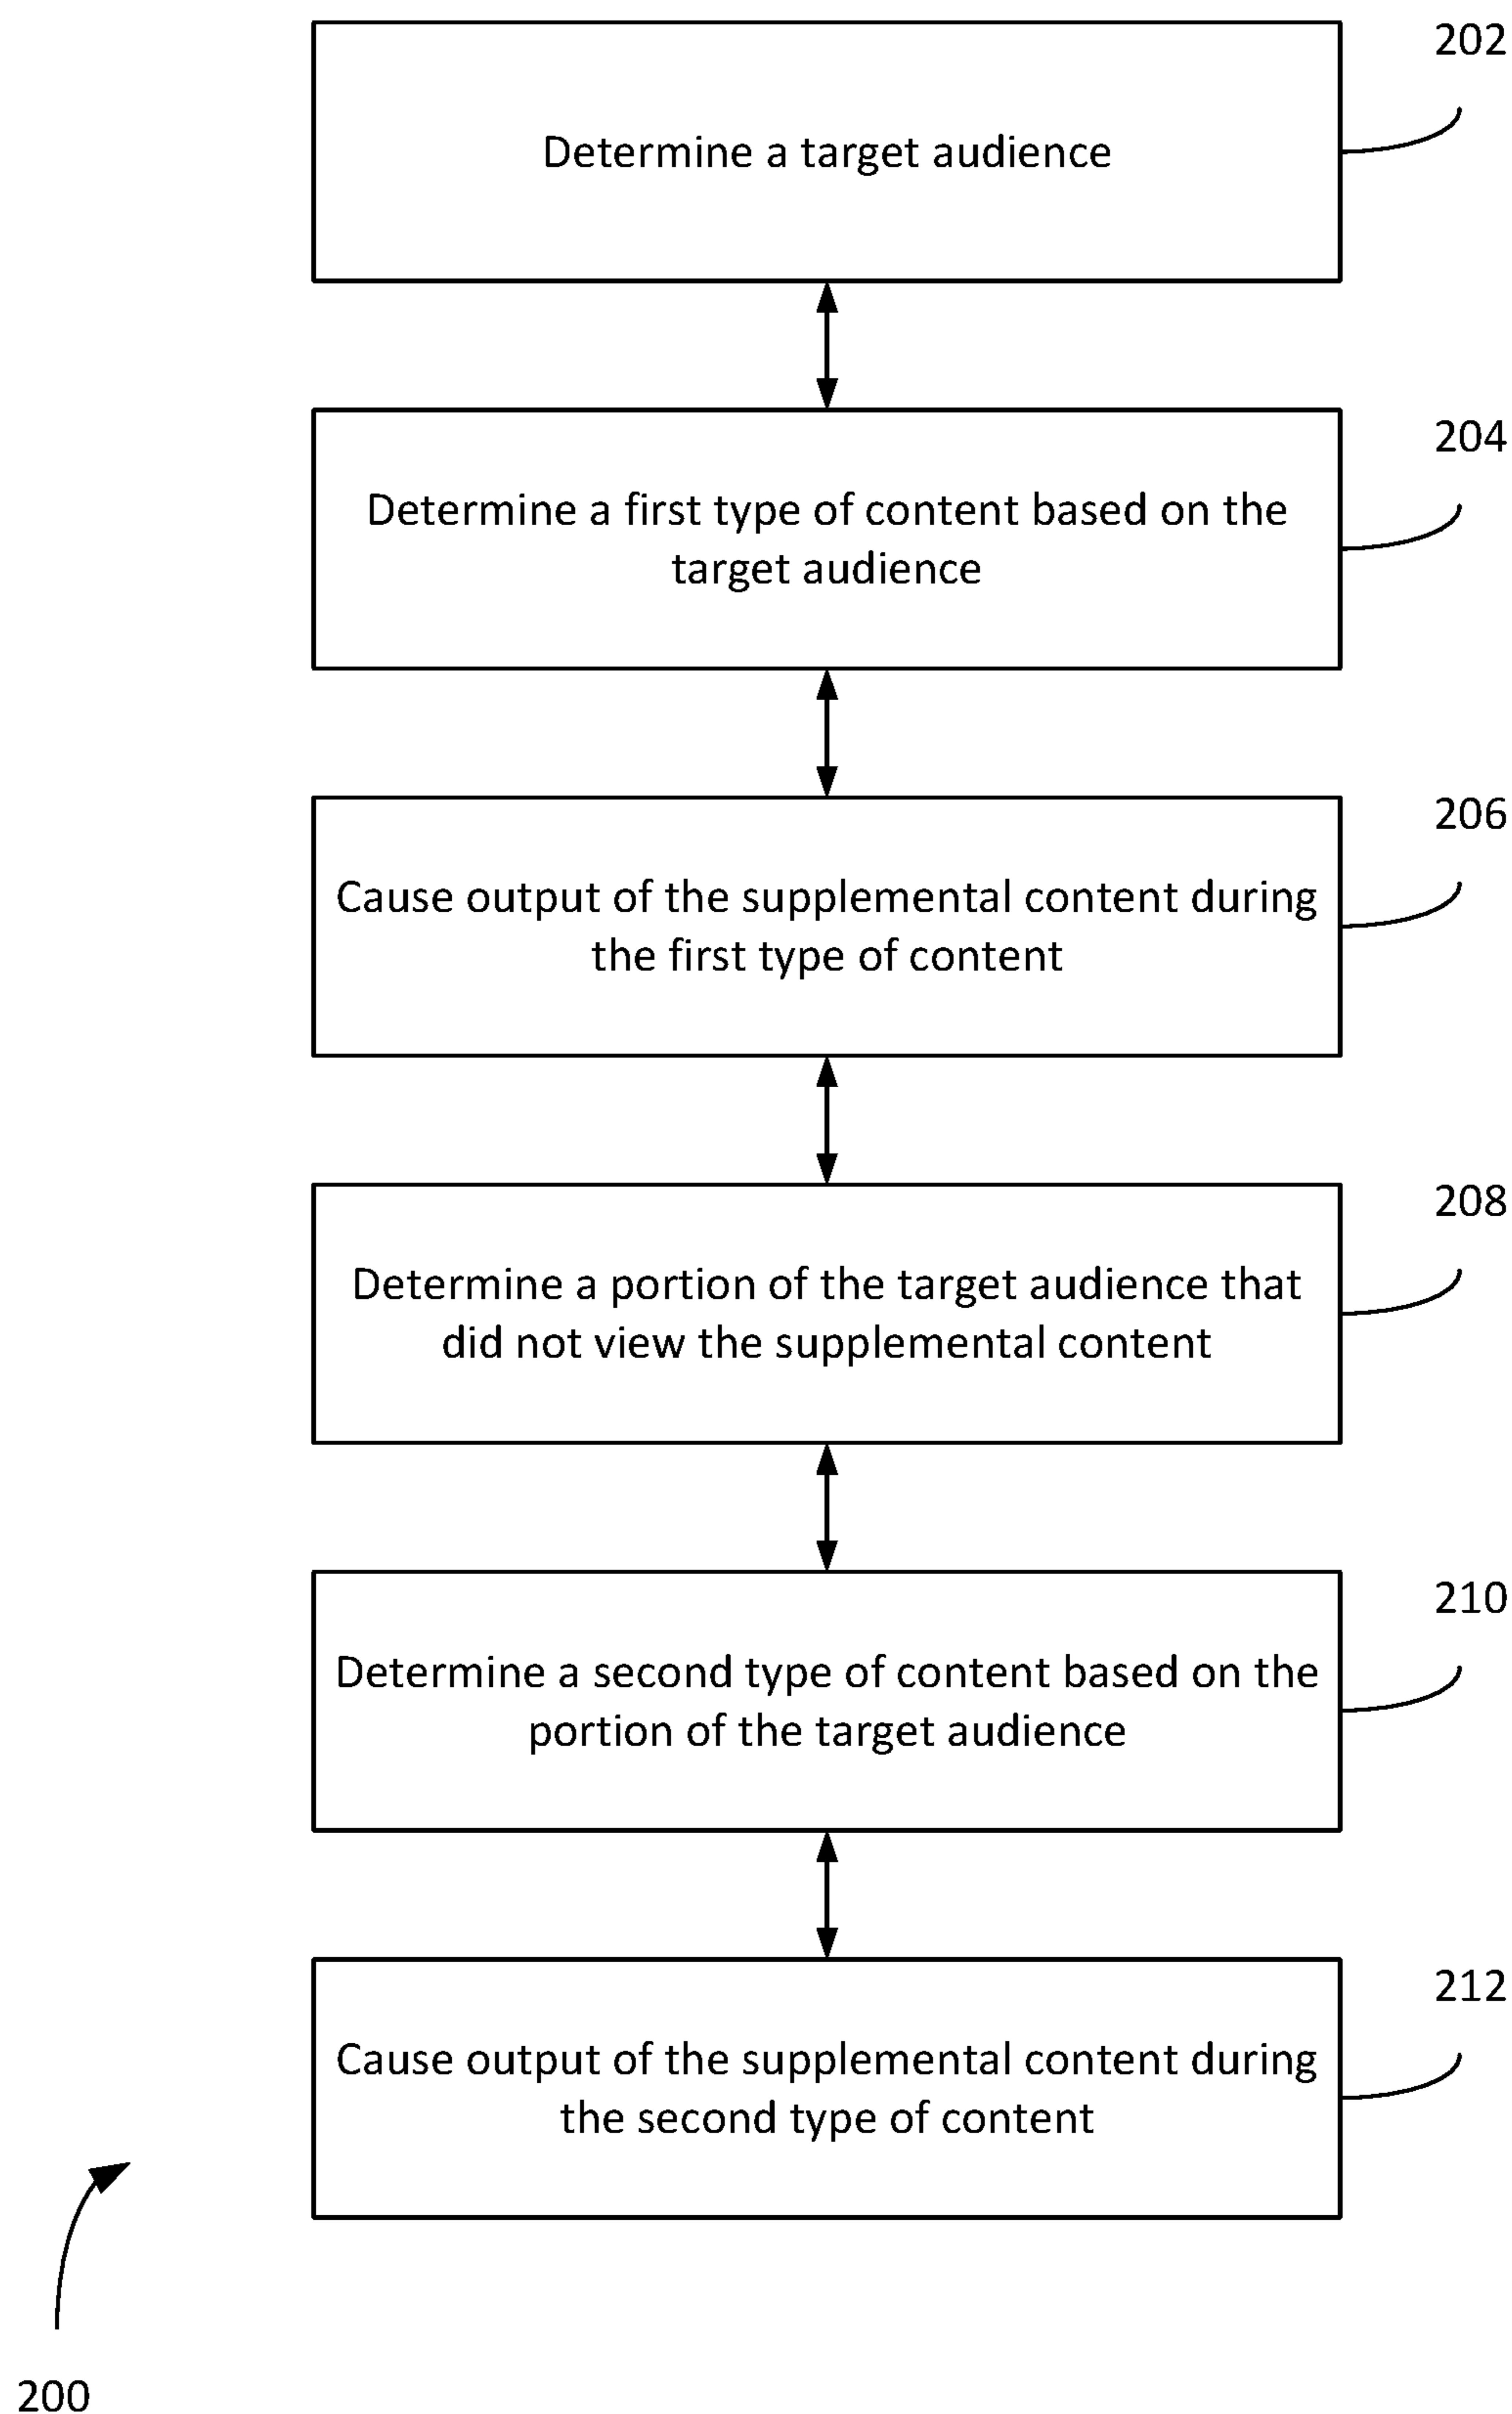 202
Determine a target audience
204
Determine a first type of content based on the
target audience
206
Cause output of the supplemental content during
the first type of content
208
Determine a portion of the target audience that
did not view the supplemental content
210
Determine a second type of content based on the
portion of the target audience
212
Cause output of the supplemental content during
the second type of content
200